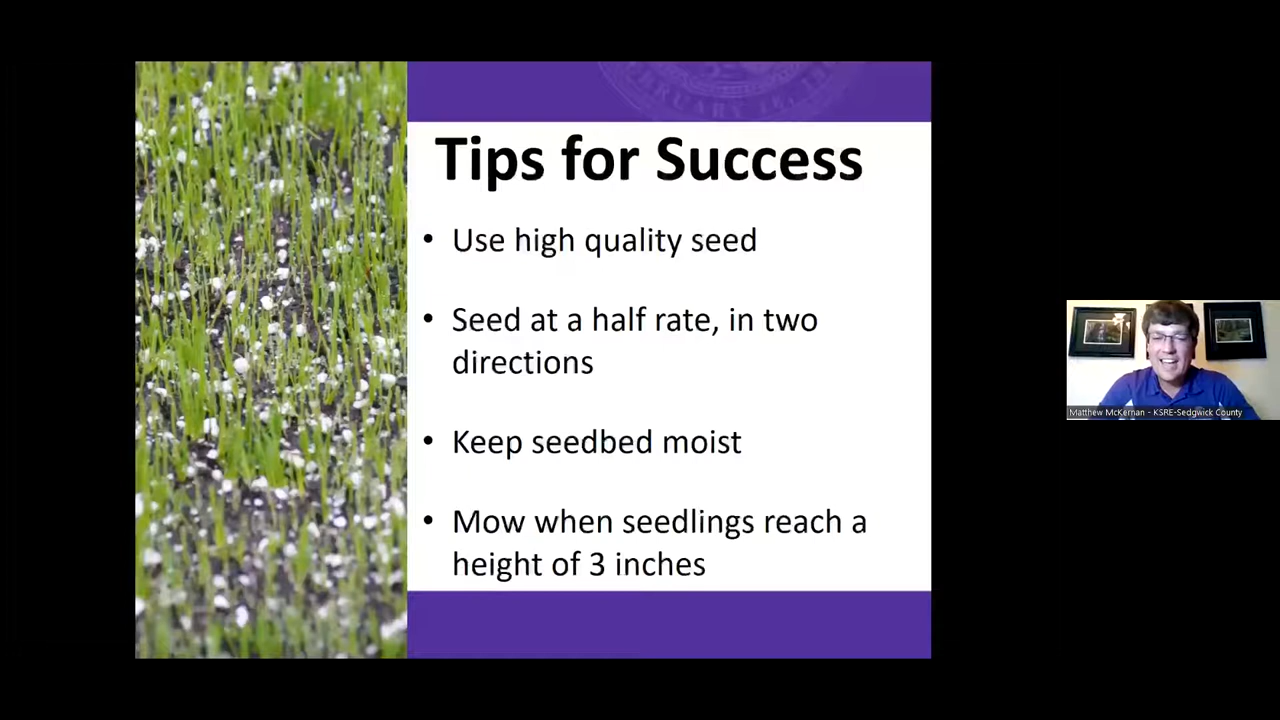 Tips for Success
• Use high quality seed
• Seed at a half rate, in two
directions
• Keep seedbed moist
• Mow when seedlings reach a
height of 3 inches
Matthew McKernan - KSRE-Sedgwick County